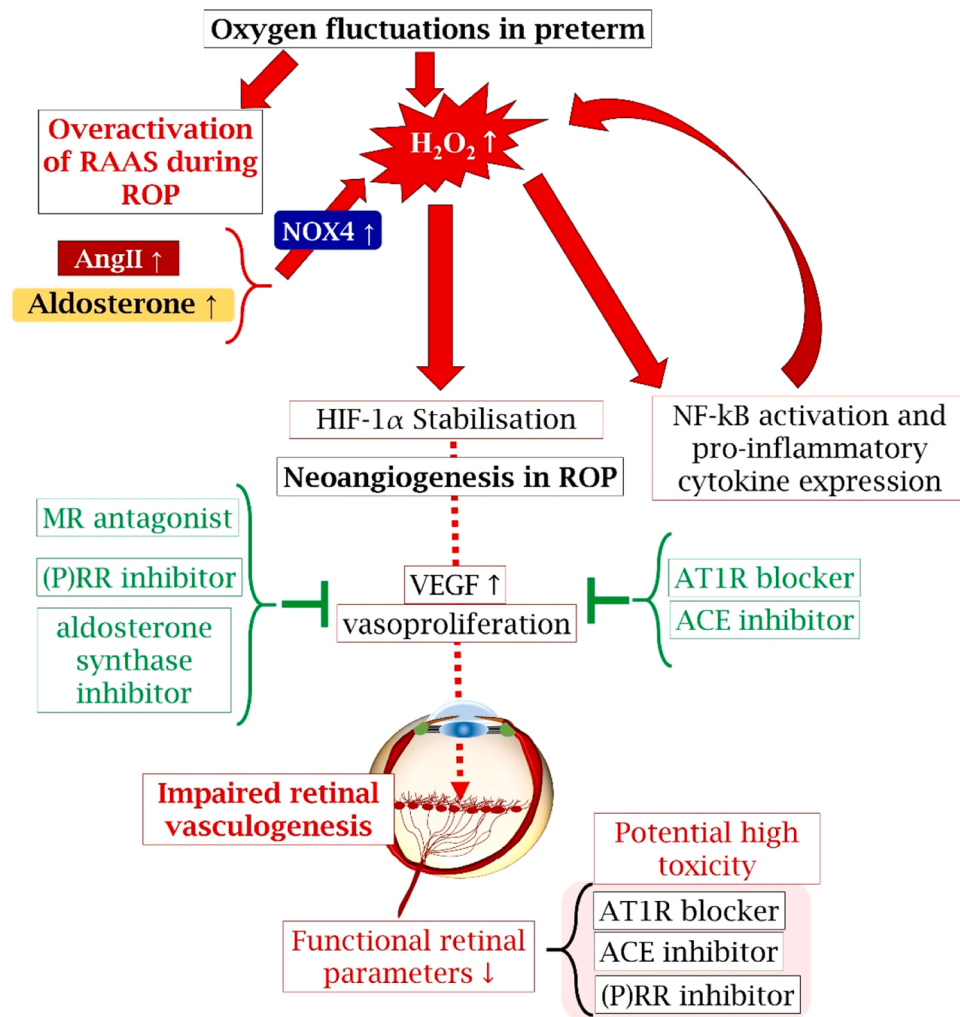 Oxygen fluctuations in preterm
Overactivation
of RAAS during
ROP
H₂O₂ ↑
NOX4 ↑
AngII ↑
Aldosterone ↑
HIF-1α Stabilisation
NF-kB activation and
pro-inflammatory
cytokine expression
Neoangiogenesis in ROP
MR antagonist
(P)RR inhibitor
aldosterone
synthase
inhibitor
VEGF ↑
vasoproliferation
AT1R blocker
ACE inhibitor
Impaired retinal
vasculogenesis
Functional retinal
parameters ↓
Potential high
toxicity
AT1R blocker
ACE inhibitor
(P)RR inhibitor